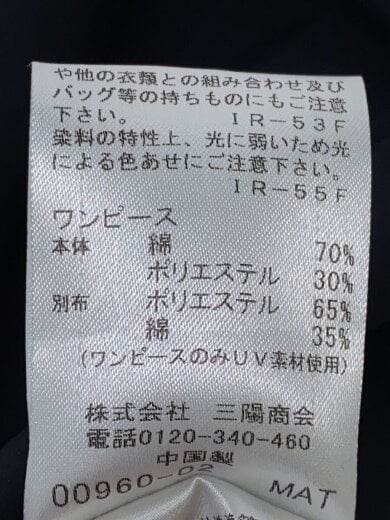 や他の衣類との組み合わせ及び
バッグ等の持ちものにもご注意
下さい。 IR-53F
染料の特性上、光に弱いため光
による色あせにご注意下さい。
IR-55F
ワンピース
本体 綿 70%
ポリエステル 30%
別布 ポリエステル 65%
綿 35%
(ワンピースのみUV素材使用)
株式会社 三陽商会
電話0120-340-460
中国製
00960-02 MAT